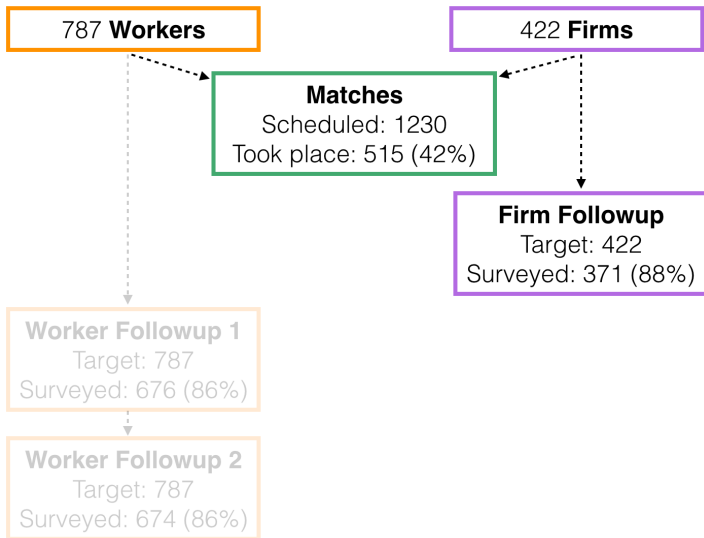 787 Workers
422 Firms
Matches
Scheduled: 1230
Took place: 515 (42%)
Firm Followup
Target: 422
Surveyed: 371 (88%)
Worker Followup 1
Target: 787
Surveyed: 676 (86%)
Worker Followup 2
Target: 787
Surveyed: 674 (86%)